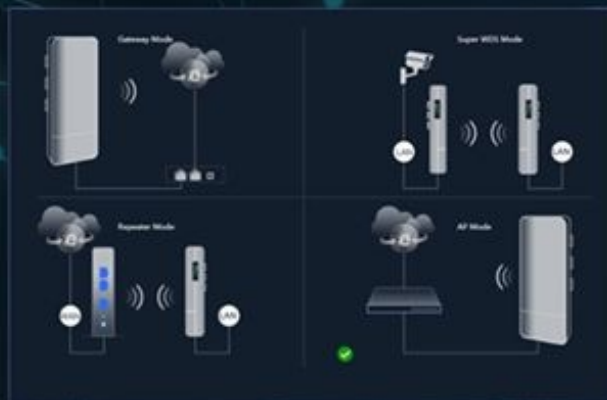 Gateway Mode
Super WDS Mode
LAN
LAN
Repeater Mode
AP Mode
WAN
LAN